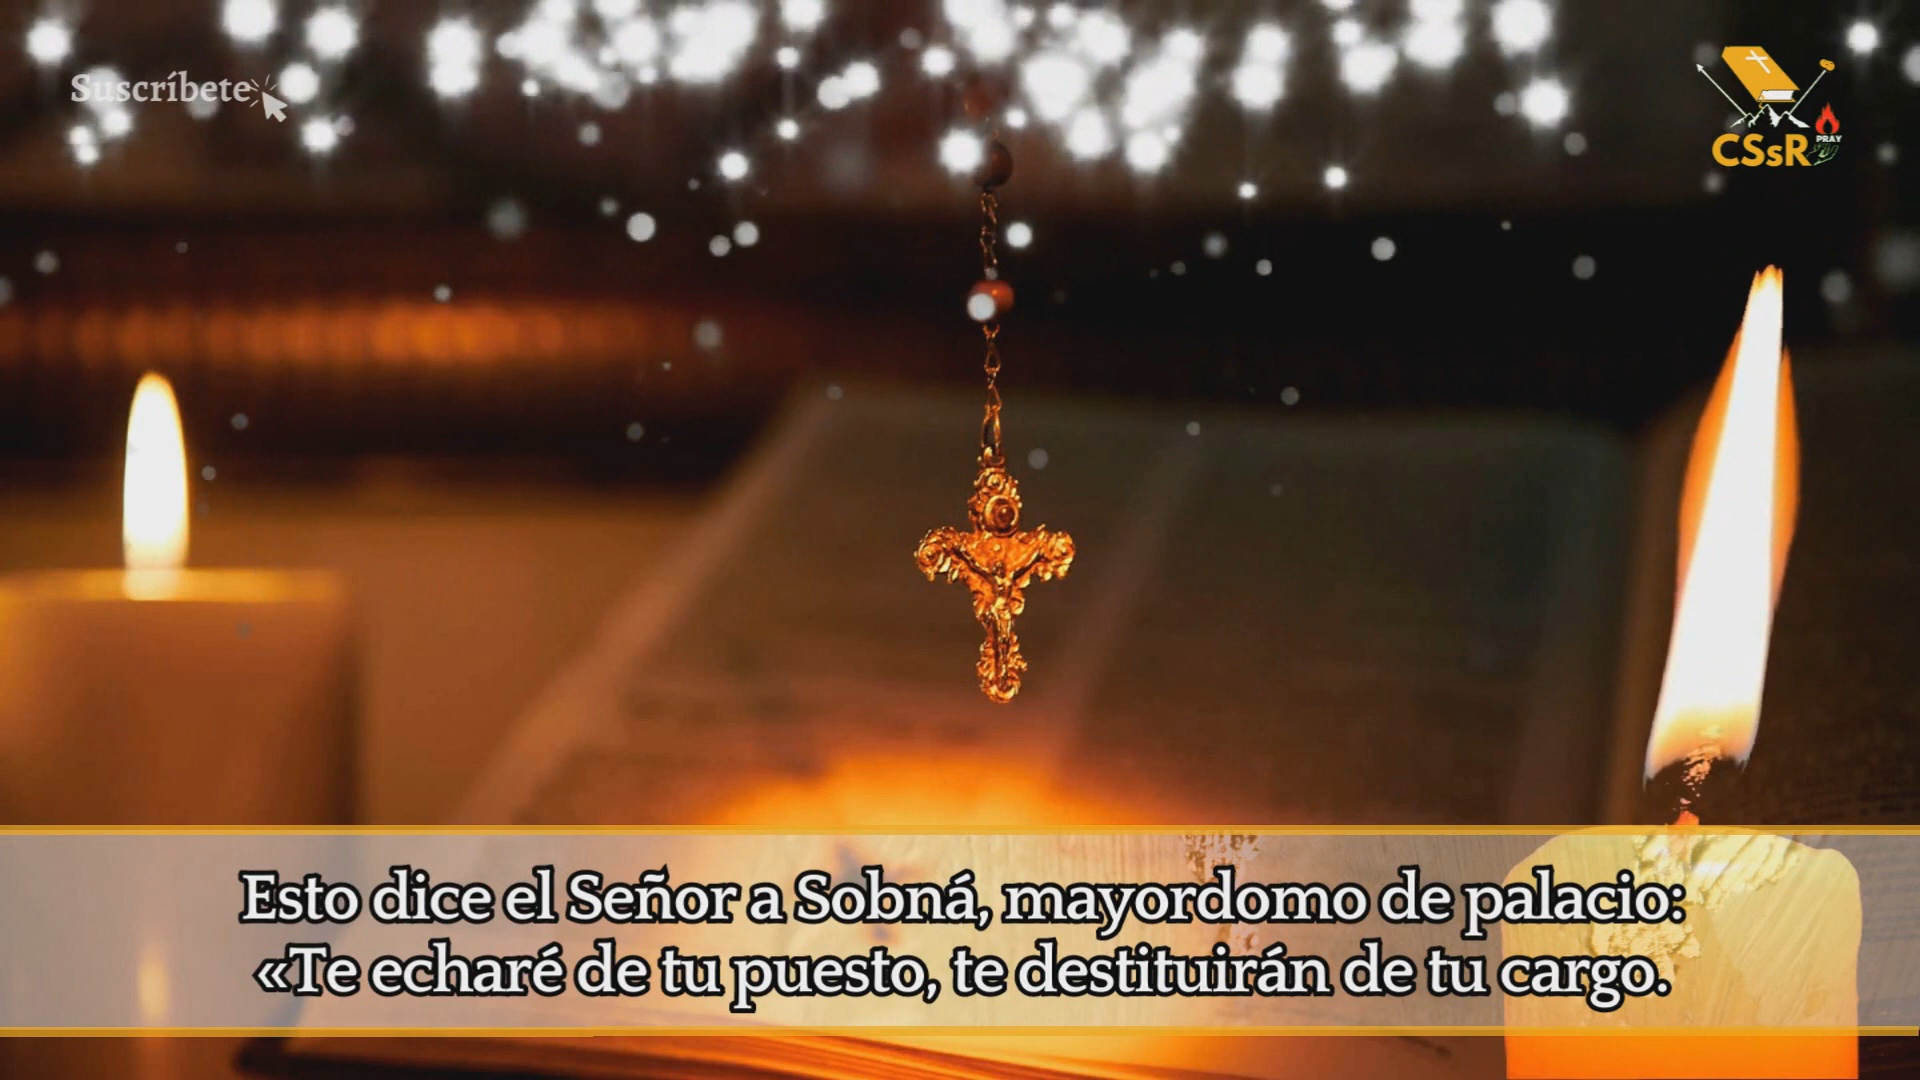 Suscríbete
CSsR
PRAY
Esto dice el Señor a Sobná, mayordomo de palacio:
«Te echaré de tu puesto, te destituirán de tu cargo.